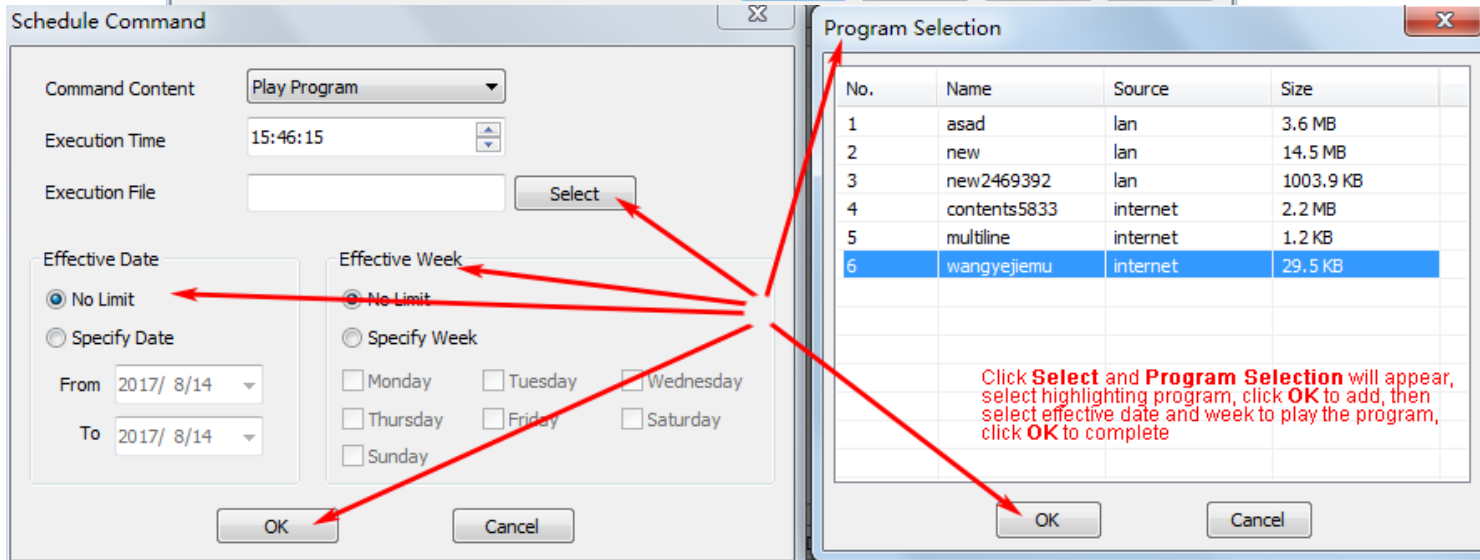 Schedule Command
Command Content Play Program
Execution Time 15:46:15
Execution File Select
Effective Date
No Limit
Specify Date
From 2017/ 8/14
To 2017/ 8/14
Effective Week
No Limit
Specify Week
Monday Tuesday Wednesday
Thursday Friday Saturday
Sunday
OK Cancel
Program Selection
No. Name Source Size
1 asad lan 3.6 MB
2 new lan 14.5 MB
3 new2469392 lan 1003.9 KB
4 contents5833 internet 2.2 MB
5 multiline internet 1.2 KB
6 wangyejiemu internet 29.5 KB
Click Select and Program Selection will appear,
select highlighting program, click OK to add, then
select effective date and week to play the program,
click OK to complete
OK Cancel